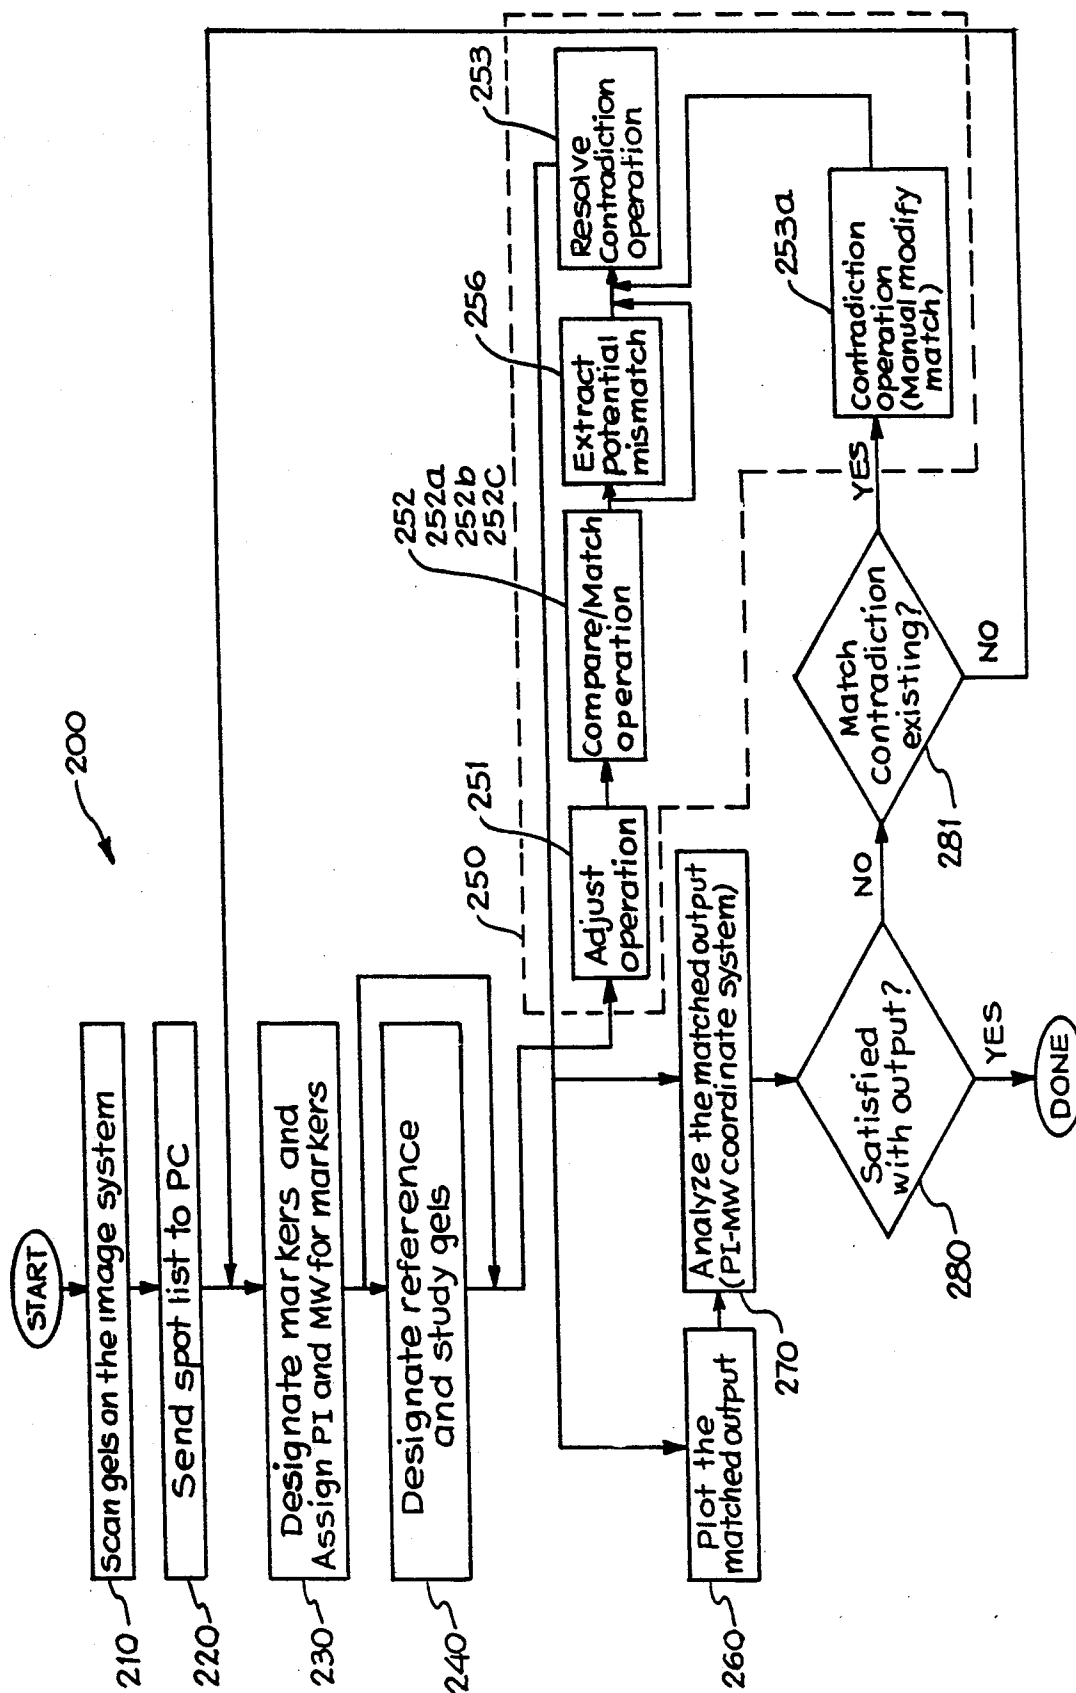 200
START
scan gels on the image system
210
Send spot list to PC
220
Designate markers and
Assign PI and MW for markers
230
Designate reference
and study gels
240
250
Adjust
operation
251
Compare/Match
operation
252
252a
252b
252c
Extract
potential
mismatch
256
Resolve
Contradiction
operation
253
Plot the
matched output
260
Analyze the matched output
(PI-MW coordinate system)
270
Satisfied
with output?
280
YES
DONE
NO
Match
contradiction
existing?
281
NO
YES
Contradiction
operation
(Manual modify
match)
253a